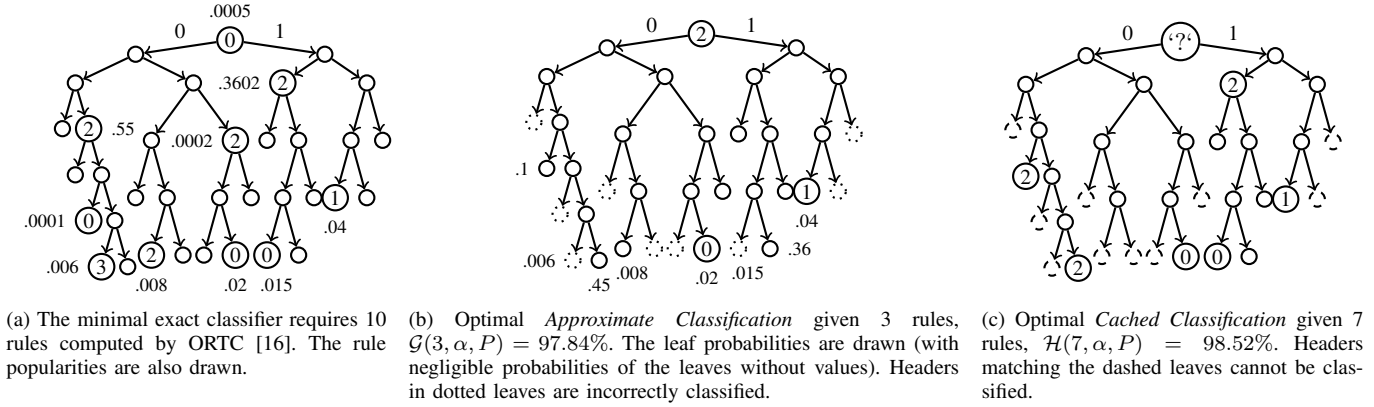 .0005
0 0 1
.3602 2
2 .55 .0002 2
.0001 0 1
.04
.006 3 2 0 0
.008 .02 .015
(a) The minimal exact classifier requires 10
rules computed by ORTC [16]. The rule
popularities are also drawn.
0 2 1
.1
1
.04
.006 0 .36
.45 .008 .02 .015
(b) Optimal Approximate Classification given 3 rules,
𝒢(3, α, P) = 97.84%. The leaf probabilities are drawn (with
negligible probabilities of the leaves without values). Headers
in dotted leaves are incorrectly classified.
0 ‘?‘ 1
2
2
1
2 0 0
(c) Optimal Cached Classification given 7
rules, ℋ(7, α, P) = 98.52%. Headers
matching the dashed leaves cannot be clas-
sified.